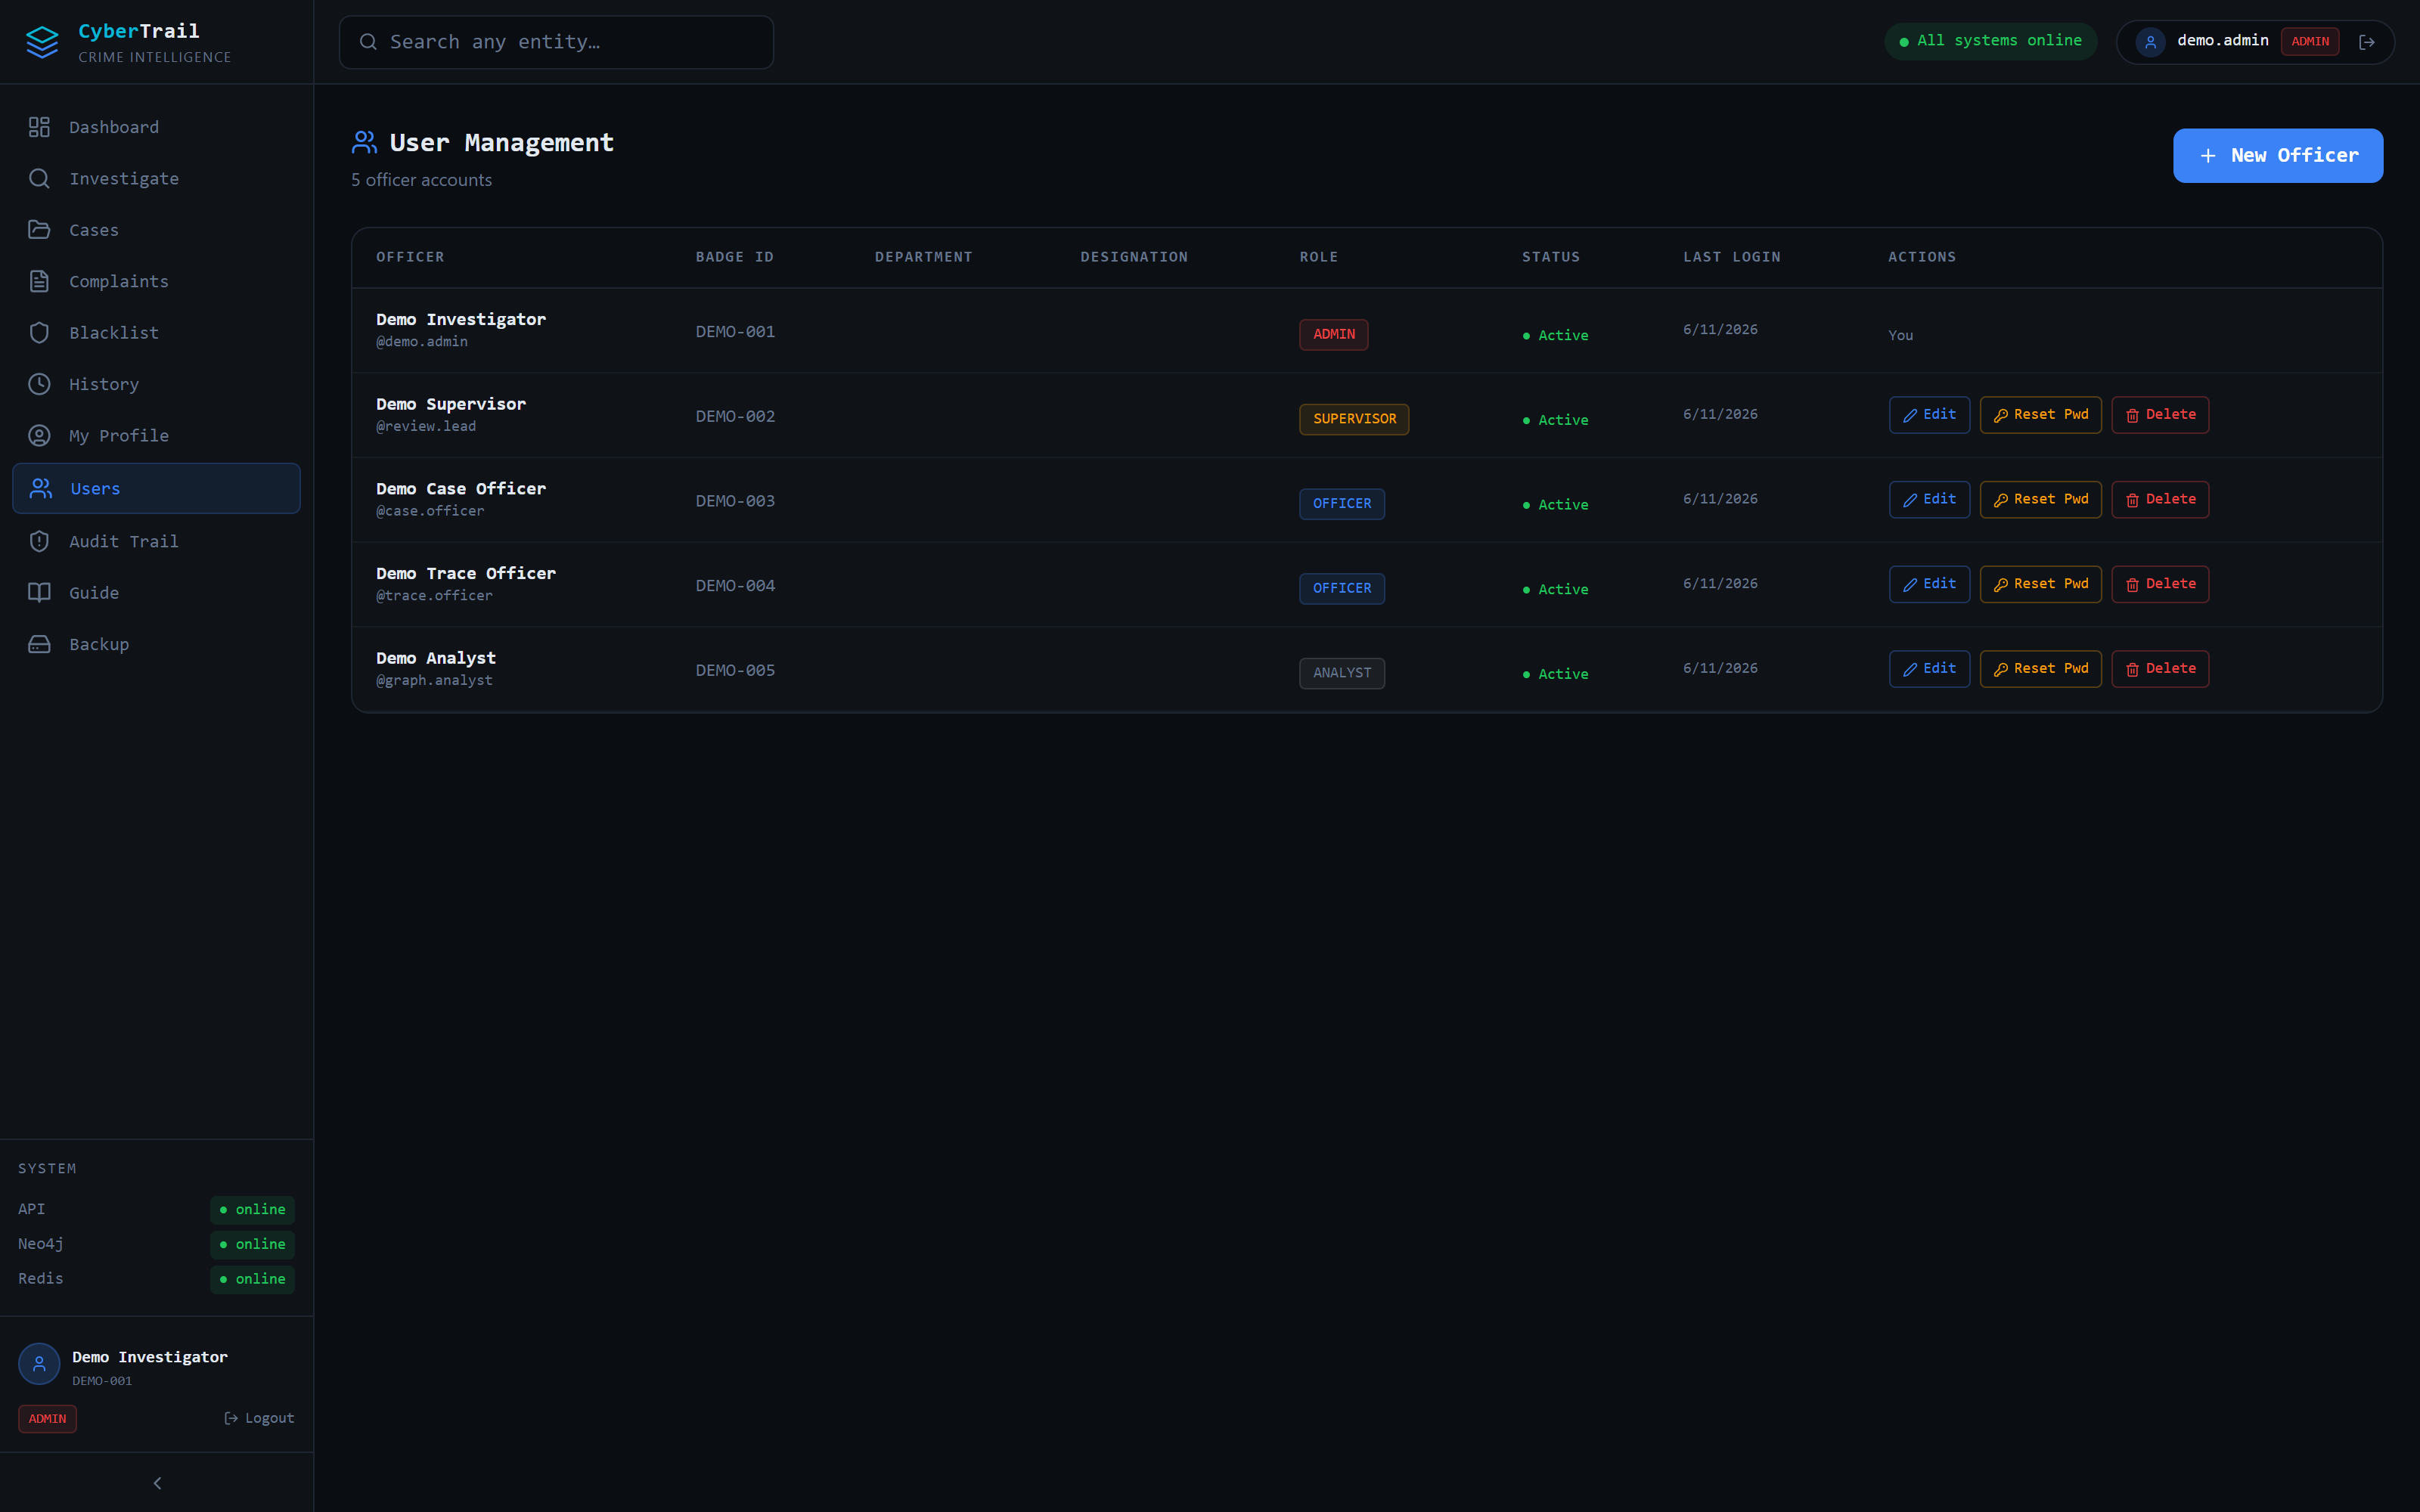 CyberTrail
CRIME INTELLIGENCE
Search any entity…
All systems online
demo.admin
ADMIN
Dashboard
Investigate
Cases
Complaints
Blacklist
History
My Profile
Users
Audit Trail
Guide
Backup
User Management
5 officer accounts
New Officer
OFFICER BADGE ID DEPARTMENT DESIGNATION ROLE STATUS LAST LOGIN ACTIONS
Demo Investigator
@demo.admin
DEMO-001 ADMIN Active 6/11/2026 You
Demo Supervisor
@review.lead
DEMO-002 SUPERVISOR Active 6/11/2026 Edit Reset Pwd Delete
Demo Case Officer
@case.officer
DEMO-003 OFFICER Active 6/11/2026 Edit Reset Pwd Delete
Demo Trace Officer
@trace.officer
DEMO-004 OFFICER Active 6/11/2026 Edit Reset Pwd Delete
Demo Analyst
@graph.analyst
DEMO-005 ANALYST Active 6/11/2026 Edit Reset Pwd Delete
SYSTEM
API online
Neo4j online
Redis online
Demo Investigator
DEMO-001
ADMIN Logout